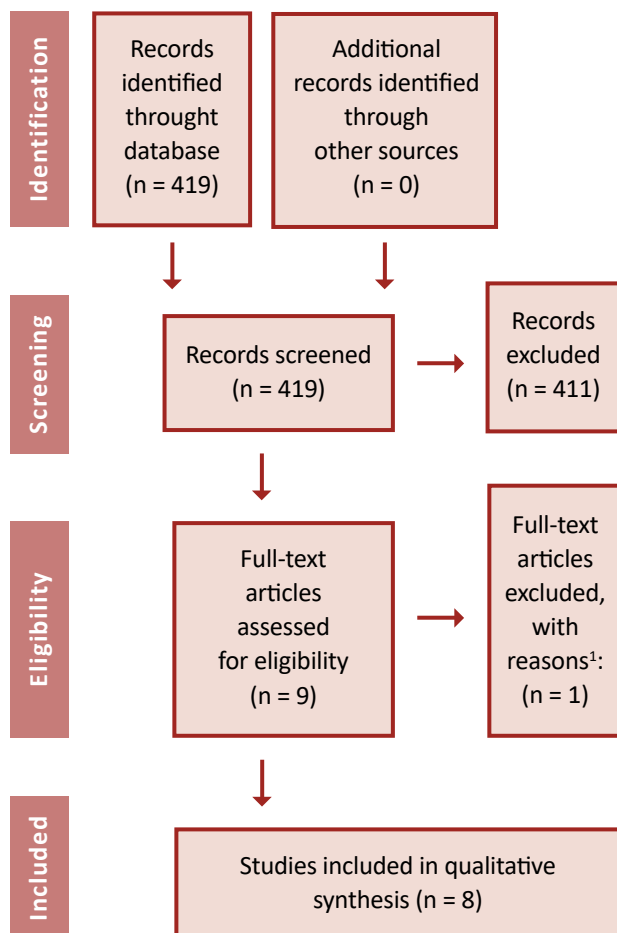 Identification
Records
identified
throught
database
(n = 419)
Additional
records identified
through
other sources
(n = 0)
Screening
Records screened
(n = 419)
Records
excluded
(n = 411)
Eligibility
Full-text
articles
assessed
for eligibility
(n = 9)
Full-text
articles
excluded,
with
reasons¹:
(n = 1)
Included
Studies included in qualitative
synthesis (n = 8)